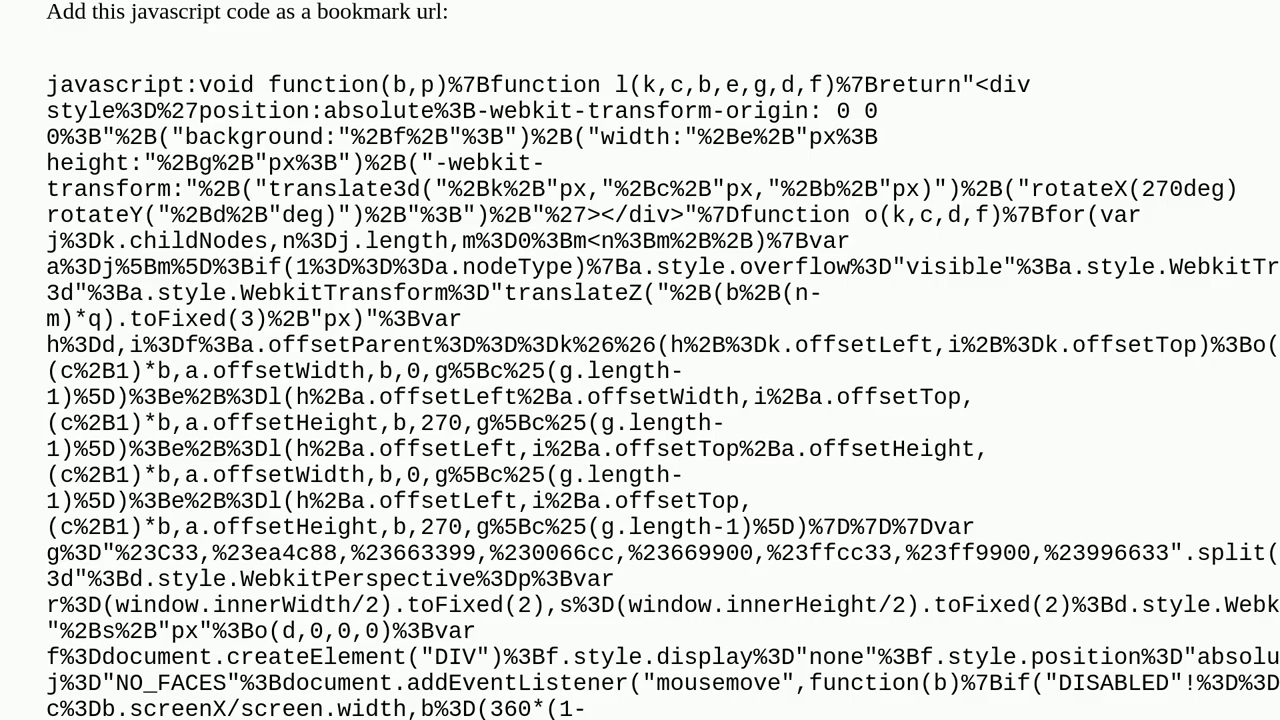 Add this javascript code as a bookmark url:
javascript:void function(b,p)%7Bfunction l(k,c,b,e,g,d,f)%7Breturn"<div
style%3D%27position:absolute%3B-webkit-transform-origin: 0 0
0%3B"%2B("background:"%2Bf%2B"%3B")%2B("width:"%2Be%2B"px%3B
height:"%2Bg%2B"px%3B")%2B("-webkit-
transform:"%2B("translate3d("%2Bk%2B"px,"%2Bc%2B"px,"%2Bb%2B"px)")%2B("rotateX(270deg)
rotateY("%2Bd%2B"deg)")%2B"%3B")%2B"%27></div>"%7Dfunction o(k,c,d,f)%7Bfor(var
j%3Dk.childNodes,n%3Dj.length,m%3D0%3Bm<n%3Bm%2B%2B)%7Bvar
a%3Dj%5Bm%5D%3Bif(1%3D%3D%3Da.nodeType)%7Ba.style.overflow%3D"visible"%3Ba.style.WebkitTr
3d"%3Ba.style.WebkitTransform%3D"translateZ("%2B(b%2B(n-
m)*q).toFixed(3)%2B"px)"%3Bvar
h%3Dd,i%3Df%3Ba.offsetParent%3D%3D%3Dk%26%26(h%2B%3Dk.offsetLeft,i%2B%3Dk.offsetTop)%3Bo(
(c%2B1)*b,a.offsetWidth,b,0,g%5Bc%25(g.length-
1)%5D)%3Be%2B%3Dl(h%2Ba.offsetLeft%2Ba.offsetWidth,i%2Ba.offsetTop,
(c%2B1)*b,a.offsetHeight,b,270,g%5Bc%25(g.length-
1)%5D)%3Be%2B%3Dl(h%2Ba.offsetLeft,i%2Ba.offsetTop%2Ba.offsetHeight,
(c%2B1)*b,a.offsetWidth,b,0,g%5Bc%25(g.length-
1)%5D)%3Be%2B%3Dl(h%2Ba.offsetLeft,i%2Ba.offsetTop,
(c%2B1)*b,a.offsetHeight,b,270,g%5Bc%25(g.length-1)%5D)%7D%7D%7Dvar
g%3D"%23C33,%23ea4c88,%23663399,%230066cc,%23669900,%23ffcc33,%23ff9900,%23996633".split(
3d"%3Bd.style.WebkitPerspective%3Dp%3Bvar
r%3D(window.innerWidth/2).toFixed(2),s%3D(window.innerHeight/2).toFixed(2)%3Bd.style.Webk
"%2Bs%2B"px"%3Bo(d,0,0,0)%3Bvar
f%3Ddocument.createElement("DIV")%3Bf.style.display%3D"none"%3Bf.style.position%3D"absolu
j%3D"NO_FACES"%3Bdocument.addEventListener("mousemove",function(b)%7Bif("DISABLED"!%3D%3D
c%3Db.screenX/screen.width,b%3D(360*(1-